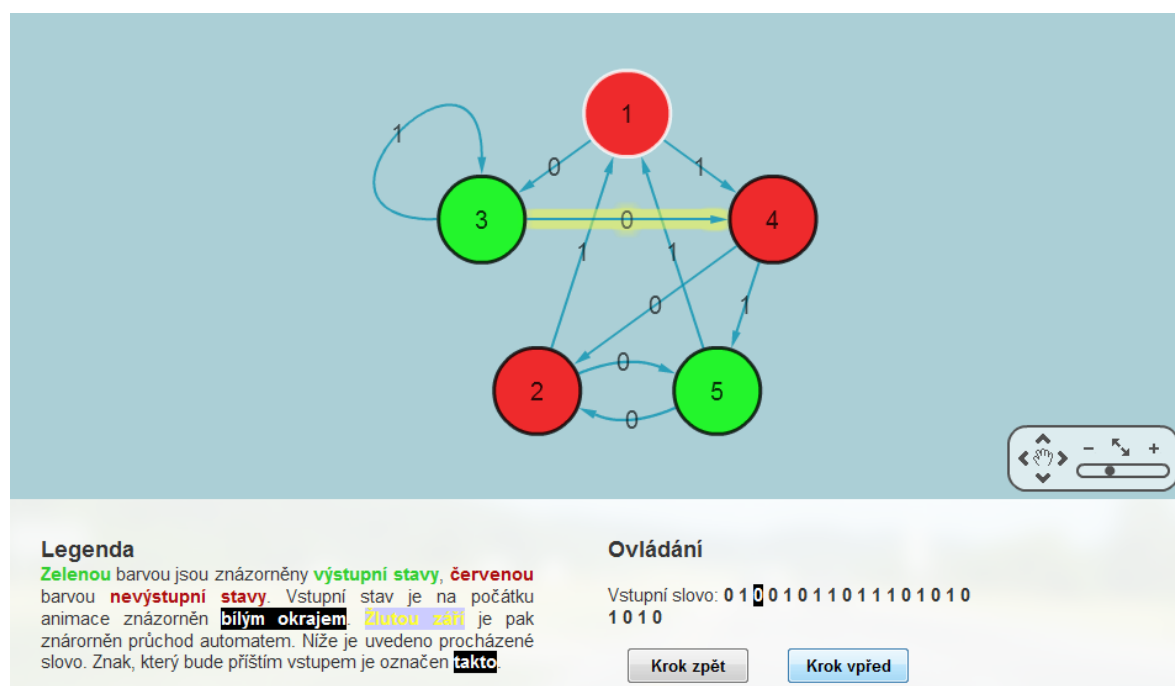 1
1
0
1
3
0
4
1
1
0
1
2
0
5
0
Legenda
Zelenou barvou jsou znázorněny výstupní stavy, červenou
barvou nevýstupní stavy. Vstupní stav je na počátku
animace znázorněn bílým okrajem. Žlutou září je pak
znárorněn průchod automatem. Níže je uvedeno procházené
slovo. Znak, který bude příštím vstupem je označen takto.
Ovládání
Vstupní slovo: 0 1 0 0 1 0 1 1 0 1 1 1 0 1 0 1 0
1 0 1 0
Krok zpět
Krok vpřed